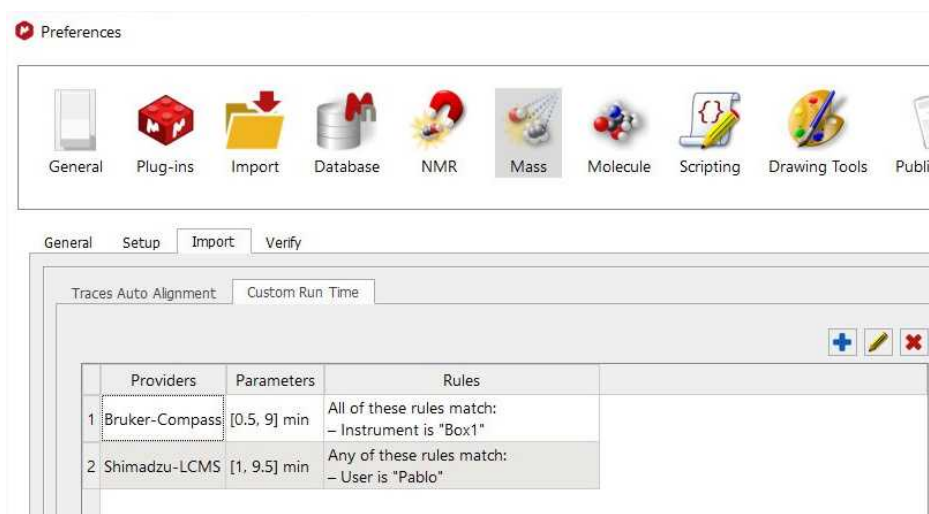 Preferences
General Plug-ins Import Database NMR Mass Molecule Scripting Drawing Tools Publi
General Setup Import Verify
Traces Auto Alignment Custom Run Time
Providers Parameters Rules
1 Bruker-Compass [0.5, 9] min All of these rules match:
– Instrument is "Box1"
2 Shimadzu-LCMS [1, 9.5] min Any of these rules match:
– User is "Pablo"